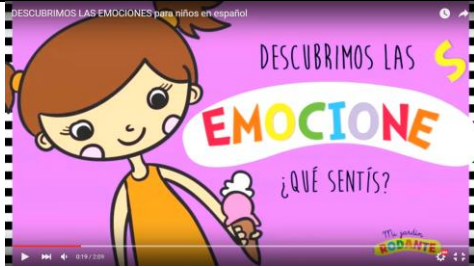 DESCUBRIMOS LAS EMOCIONES para niños en español
DESCUBRIMOS LAS S
EMOCIONE
¿QUÉ SENTÍS?
Mi jardín
RODANTE
0:19 / 2:09